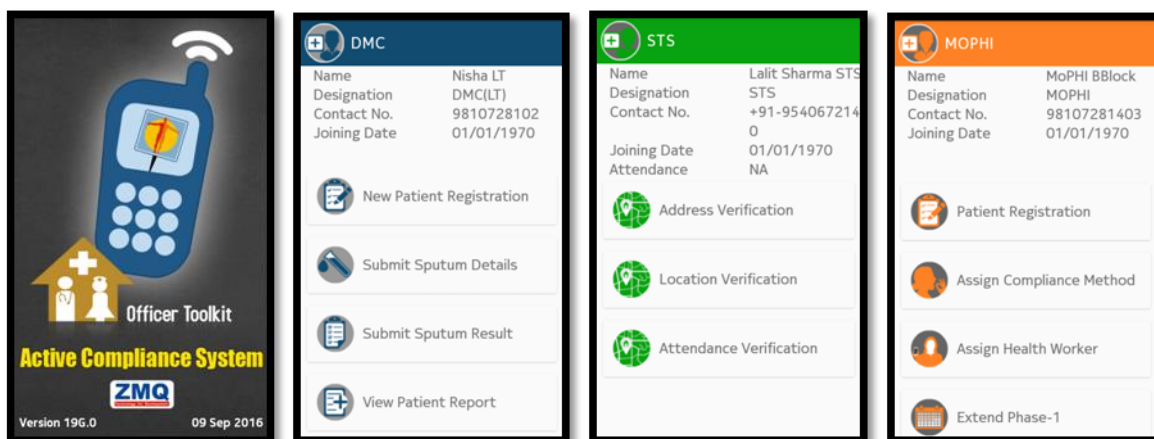 Officer Toolkit
Active Compliance System
ZMQ
Version 19G.0 09 Sep 2016
DMC
Name Nisha LT
Designation DMC(LT)
Contact No. 9810728102
Joining Date 01/01/1970
New Patient Registration
Submit Sputum Details
Submit Sputum Result
View Patient Report
STS
Name Lalit Sharma STS
Designation STS
Contact No. +91-954067214
0
Joining Date 01/01/1970
Attendance NA
Address Verification
Location Verification
Attendance Verification
MOPHI
Name MoPHI BBlock
Designation MOPHI
Contact No. 98107281403
Joining Date 01/01/1970
Patient Registration
Assign Compliance Method
Assign Health Worker
Extend Phase-1